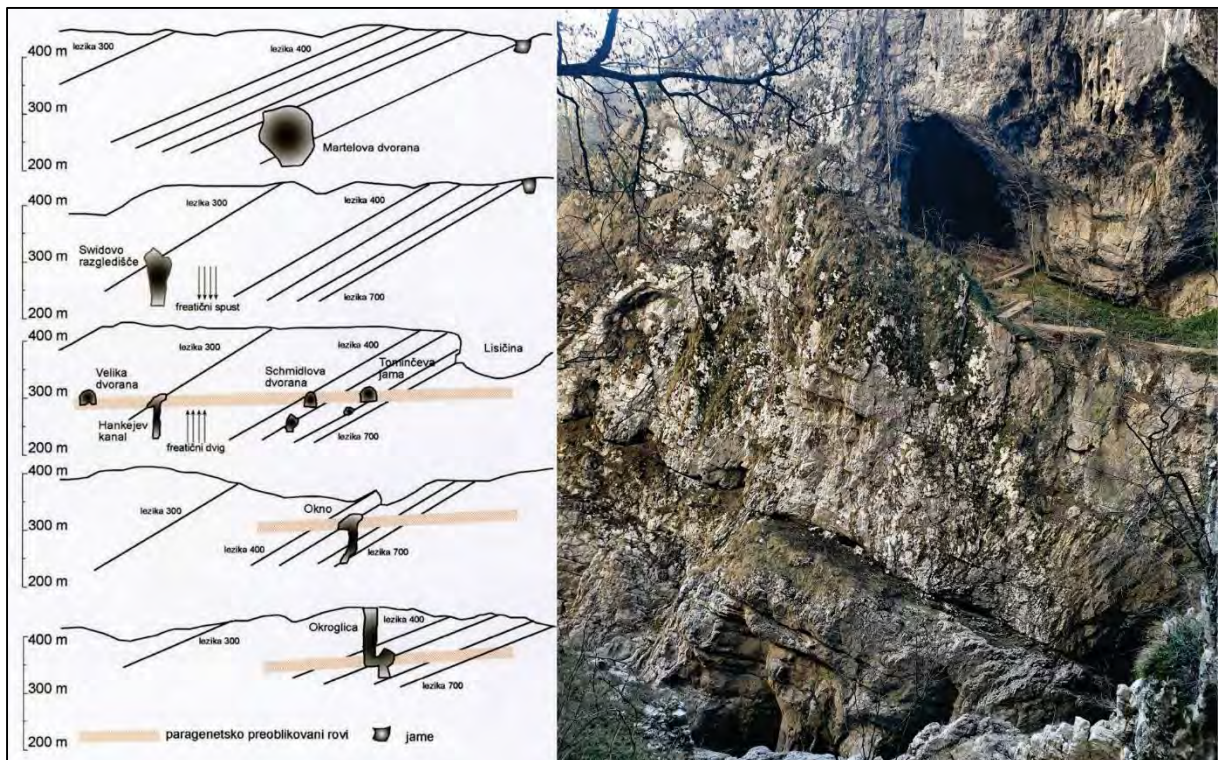 400 m
lezika 300
lezika 400
300 m
Martelova dvorana
200 m
400 m
lezika 300
lezika 400
Swidovo
razgledišče
300 m
freatični spust
lezika 700
200 m
400 m
lezika 300
lezika 400
Lisičina
Velika
dvorana
Schmidlova
dvorana
Tominčeva
jama
300 m
Hankejev
kanal
freatični dvig
lezika 700
200 m
400 m
lezika 300
Okno
300 m
lezika 400
lezika 700
200 m
400 m
lezika 300
Okroglica
lezika 400
lezika 700
300 m
200 m
paragenetsko preoblikovani rovi
jame